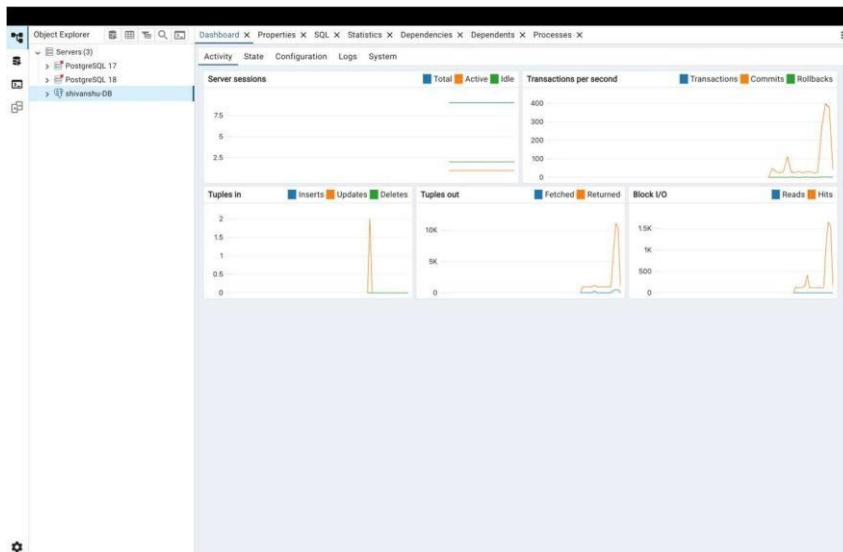 Object Explorer
Servers (3)
PostgreSQL 17
PostgreSQL 18
shivanshu-DB
Dashboard Properties SQL Statistics Dependencies Dependents Processes
Activity State Configuration Logs System
Server sessions Total Active Idle
7.5
5
2.5
Transactions per second Transactions Commits Rollbacks
400
300
200
100
0
Tuples in Inserts Updates Deletes
2
1.5
1
0.5
0
Tuples out Fetched Returned
10K
5K
0
Block I/O Reads Hits
1.5K
1K
500
0